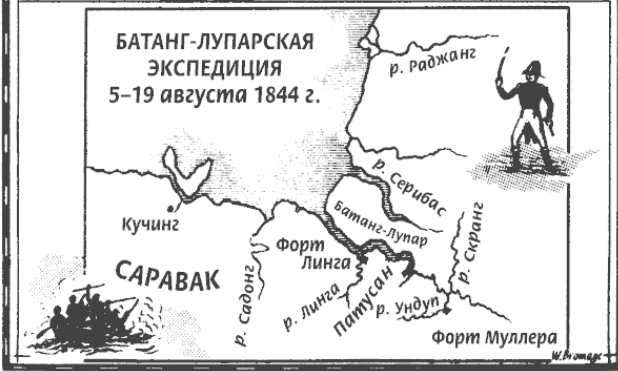 БАТАНГ-ЛУПАРСКАЯ
ЭКСПЕДИЦИЯ
5–19 августа 1844 г.
р. Раджанг
р. Серибас
Батанг-Лупар
р. Скранг
Кучинг
Форт
Линга
САРАВАК
р. Садонг
р. Линга
Патусан
р. Ундуп
Форт Муллера
W.Bromage